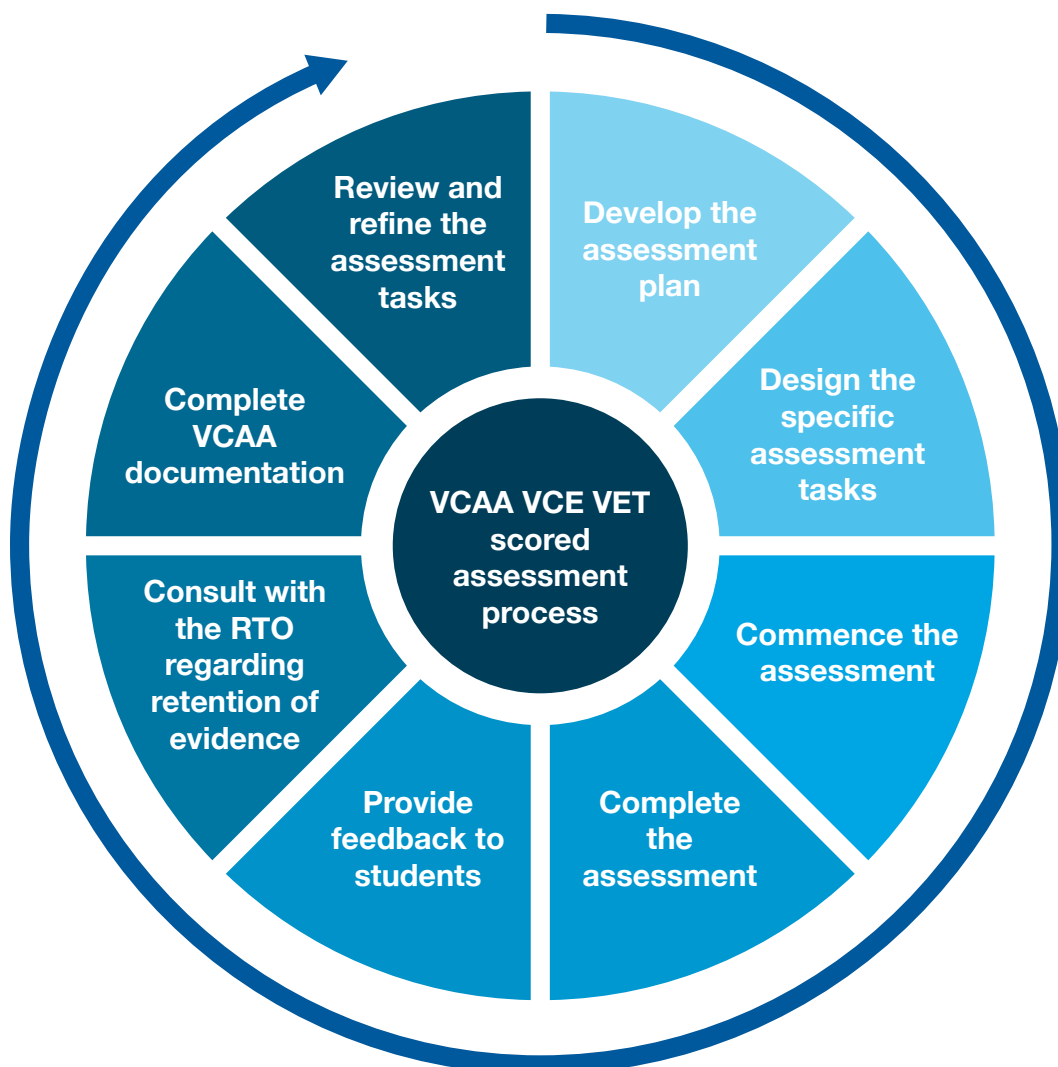 Develop the
assessment
plan
Design the
specific
assessment
tasks
Commence the
assessment
Complete
the
assessment
Provide
feedback to
students
Consult with
the RTO
regarding
retention of
evidence
Complete
VCAA
documentation
Review and
refine the
assessment
tasks
VCAA VCE VET
scored
assessment
process